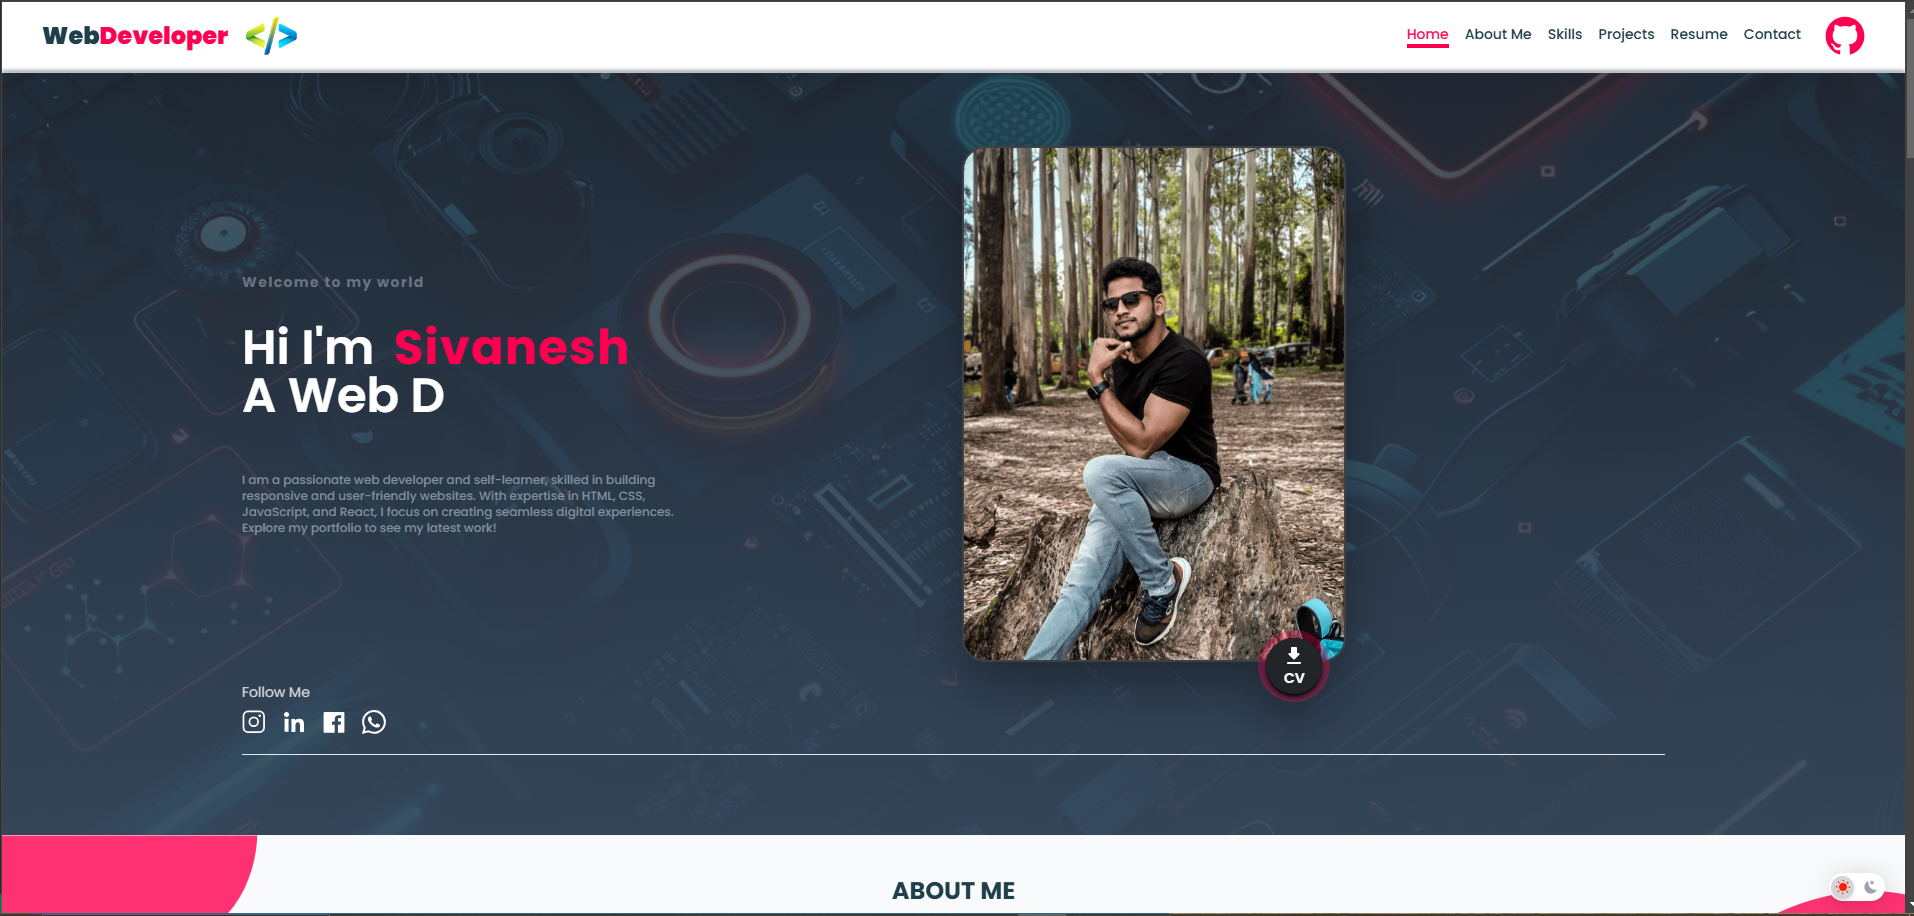 WebDeveloper </>
Home About Me Skills Projects Resume Contact
Welcome to my world
Hi I'm Sivanesh
A Web D
I am a passionate web developer and self-learner, skilled in building
responsive and user-friendly websites. With expertise in HTML, CSS,
JavaScript, and React, I focus on creating seamless digital experiences.
Explore my portfolio to see my latest work!
CV
Follow Me
ABOUT ME